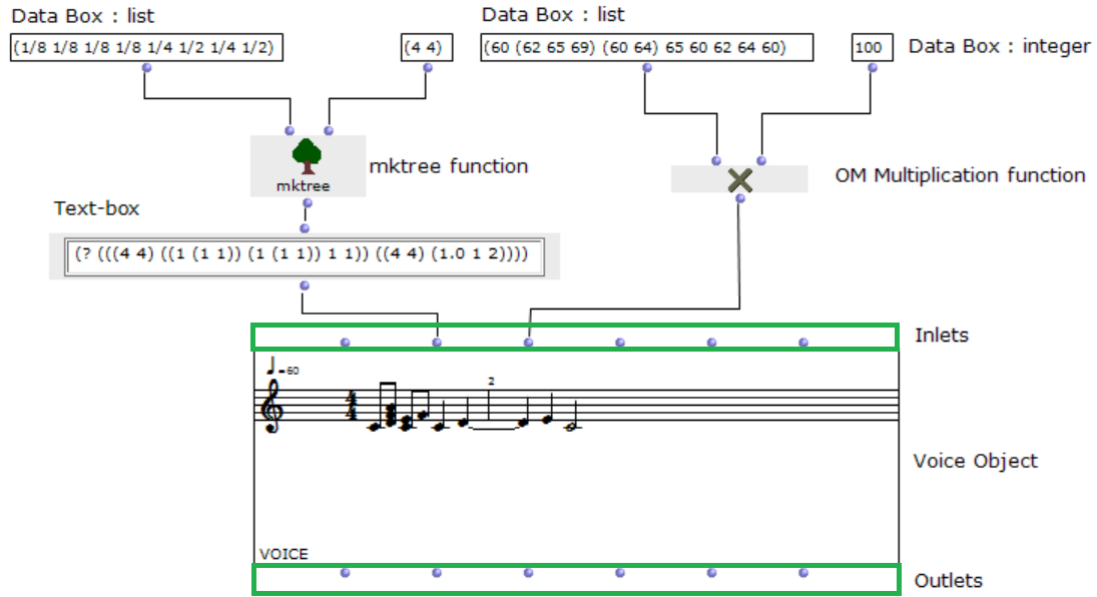 Data Box : list
Data Box : list
(1/8 1/8 1/8 1/8 1/4 1/2 1/4 1/2)
(4 4)
(60 (62 65 69) (60 64) 65 60 62 64 60)
100
Data Box : integer
mktree
mktree function
OM Multiplication function
Text-box
(? (((4 4) ((1 (1 1)) (1 (1 1)) 1 1)) ((4 4) (1.0 1 2))))
Inlets
=60
2
4
4
Voice Object
VOICE
Outlets